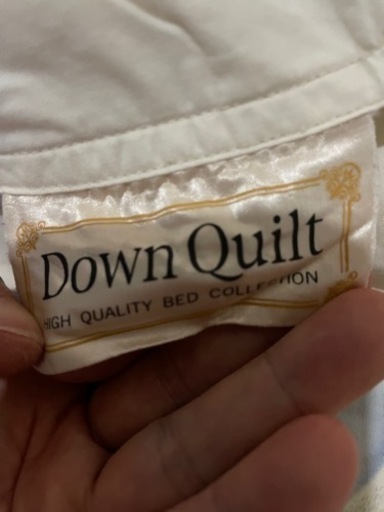 Down Quilt
HIGH QUALITY BED COLLECTION